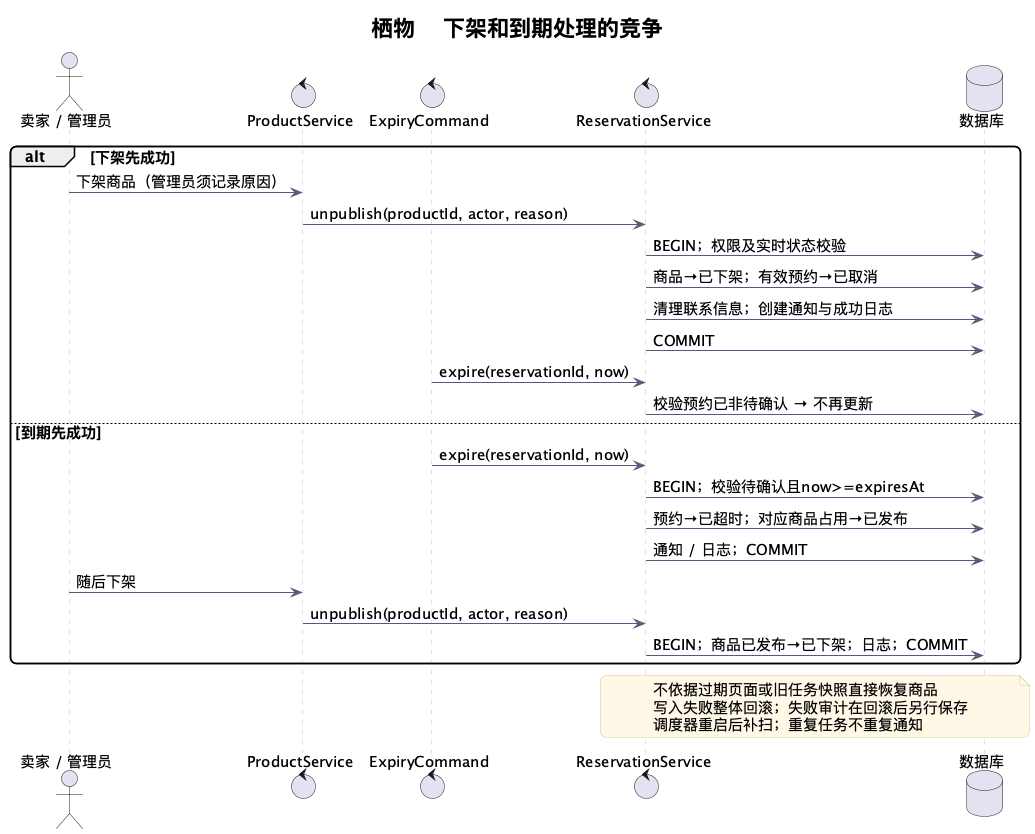 栖物　下架和到期处理的竞争
卖家 / 管理员
ProductService
ExpiryCommand
ReservationService
数据库
alt
[下架先成功]
下架商品（管理员须记录原因）
unpublish(productId, actor, reason)
BEGIN；权限及实时状态校验
商品→已下架；有效预约→已取消
清理联系信息；创建通知与成功日志
COMMIT
expire(reservationId, now)
校验预约已非待确认 → 不再更新
[到期先成功]
expire(reservationId, now)
BEGIN；校验待确认且now>=expiresAt
预约→已超时；对应商品占用→已发布
通知 / 日志；COMMIT
随后下架
unpublish(productId, actor, reason)
BEGIN；商品已发布→已下架；日志；COMMIT
不依据过期页面或旧任务快照直接恢复商品
写入失败整体回滚；失败审计在回滚后另行保存
调度器重启后补扫；重复任务不重复通知
卖家 / 管理员
ProductService
ExpiryCommand
ReservationService
数据库